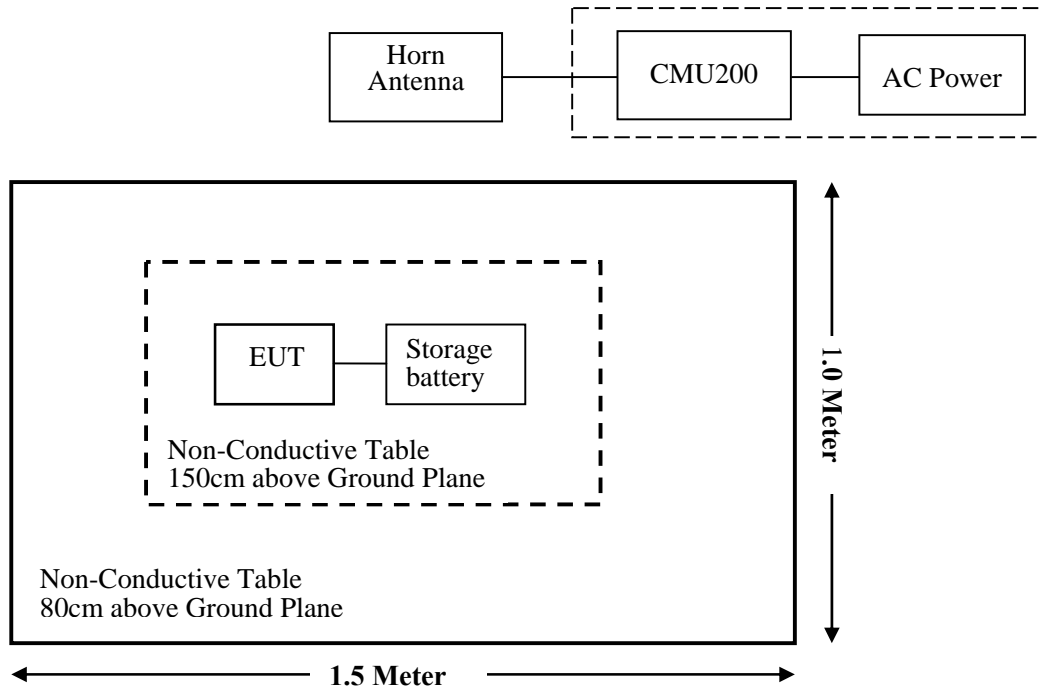 Horn
Antenna
CMU200
AC Power
EUT
Storage
battery
Non-Conductive Table
150cm above Ground Plane
1.0 Meter
Non-Conductive Table
80cm above Ground Plane
1.5 Meter